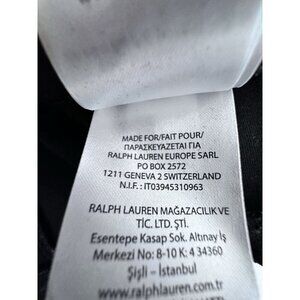 MADE FOR/FAIT POUR/
ΠΑΡΑΣΚΕΥΑΖΕΤΑΙ ΓΙΑ
RALPH LAUREN EUROPE SARL
PO BOX 2572
1211 GENEVA 2 SWITZERLAND
N.I.F.: IT03945310963
RALPH LAUREN MAĞAZACILIK VE
TİC. LTD. ŞTİ.
Esentepe Kasap Sok. Altınay İş
Merkezi No: 8-10 K: 4 34360
Şişli - İstanbul
www.ralphlauren.com.tr